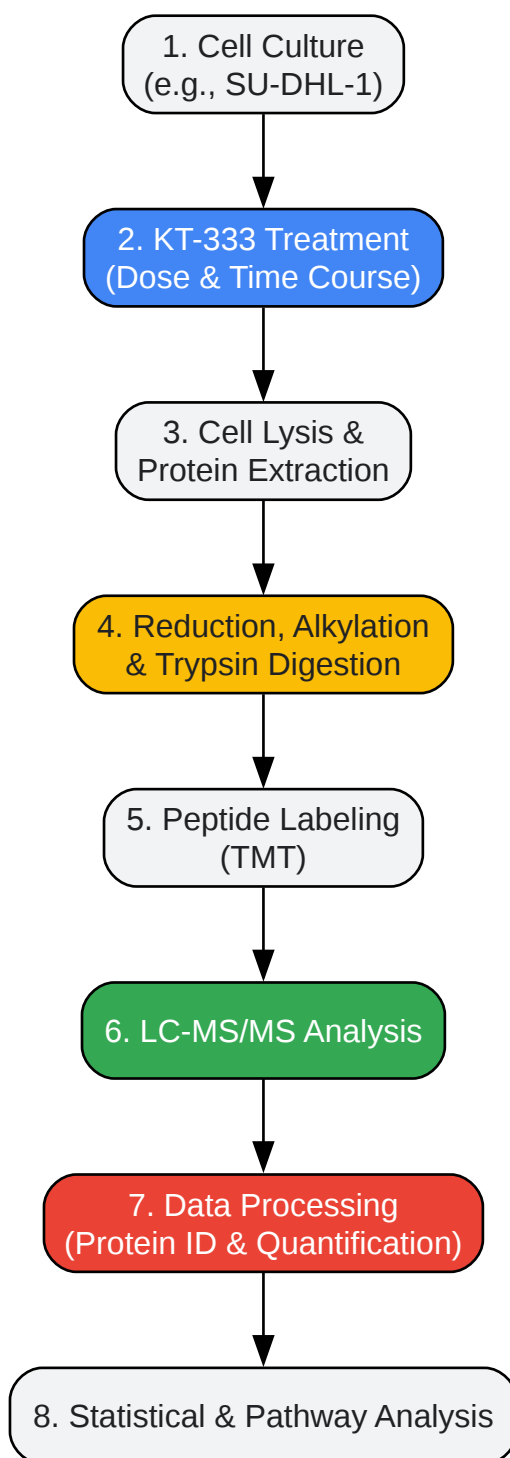 1. Cell Culture
(e.g., SU-DHL-1)
2. KT-333 Treatment
(Dose & Time Course)
3. Cell Lysis &
Protein Extraction
4. Reduction, Alkylation
& Trypsin Digestion
5. Peptide Labeling
(TMT)
6. LC-MS/MS Analysis
7. Data Processing
(Protein ID & Quantification)
8. Statistical & Pathway Analysis